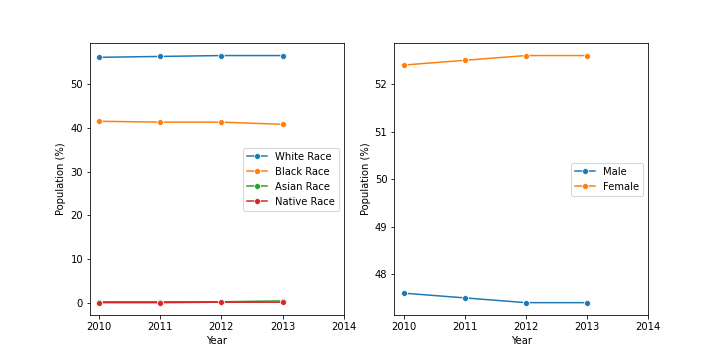 50
40
30
20
10
0
Population (%)
2010 2011 2012 2013 2014
Year
White Race
Black Race
Asian Race
Native Race
52
51
50
49
48
Population (%)
2010 2011 2012 2013 2014
Year
Male
Female